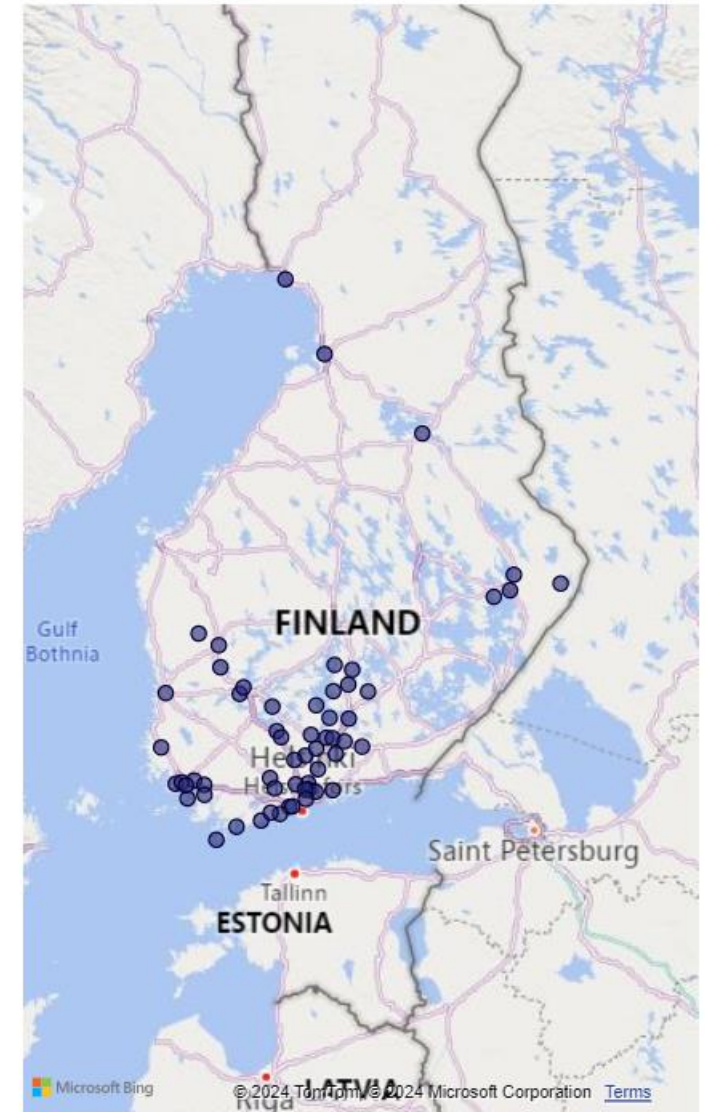 Gulf
Bothnia
FINLAND
Helsinki
Helsingfors
Saint Petersburg
Tallinn
ESTONIA
LATVIA
Microsoft Bing
© 2024 TomTom, © 2024 Microsoft Corporation Terms
Riga